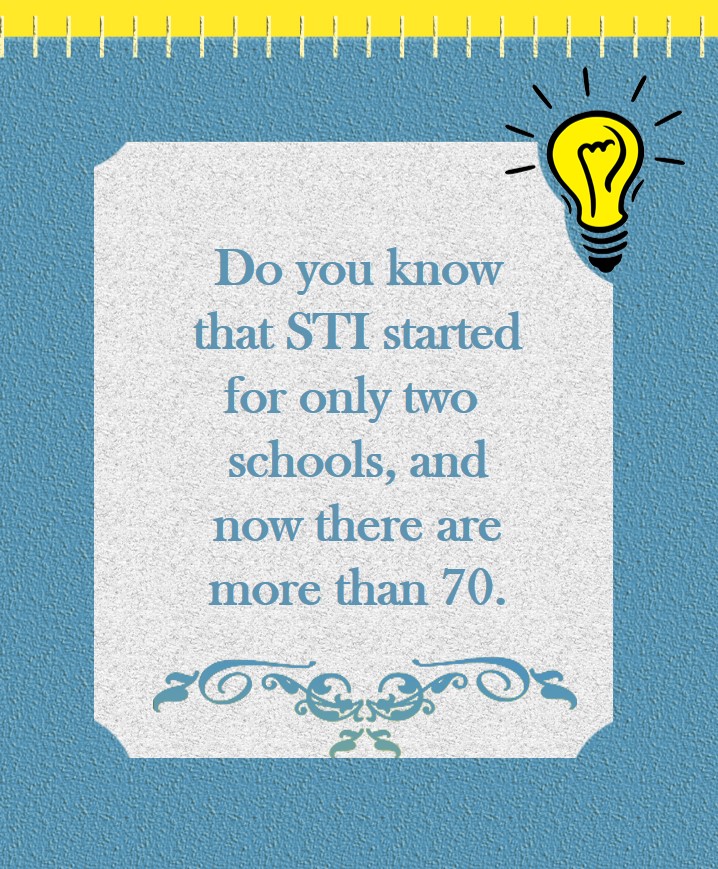 Do you know
that STI started
for only two
schools, and
now there are
more than 70.